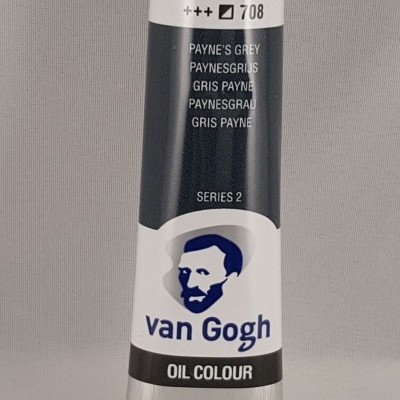 +++ 708
PAYNE'S GREY
PAYNESGRIJS
GRIS PAYNE
PAYNESGRAU
GRIS PAYNE
SERIES 2
van Gogh
OIL COLOUR